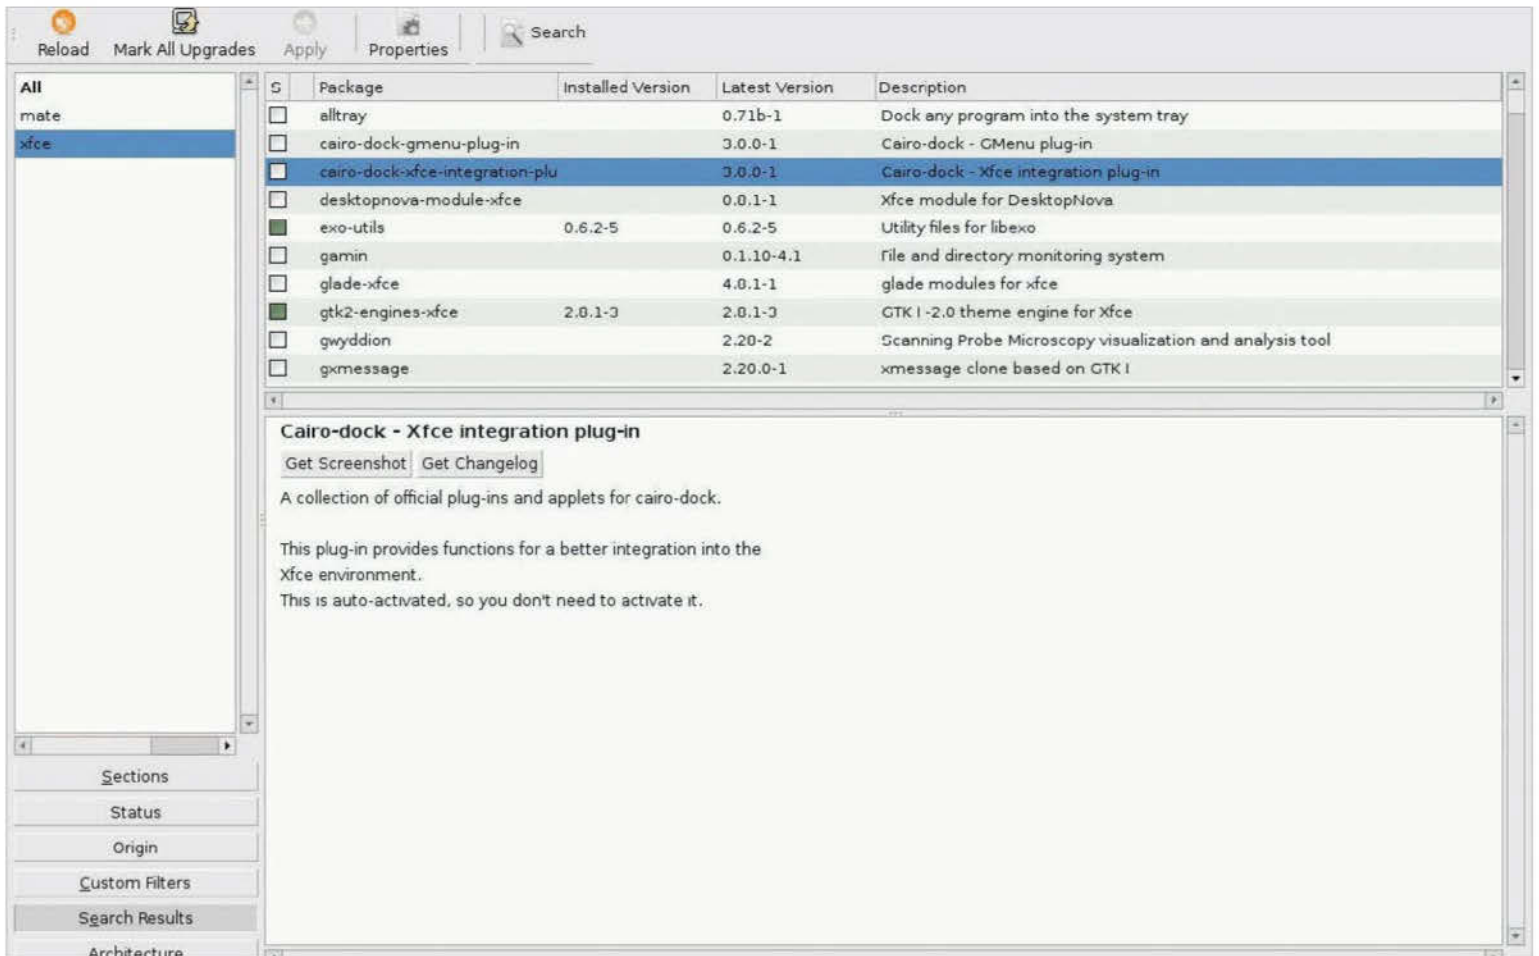 Reload Mark All Upgrades Apply Properties Search
All
mate
xfce
S Package Installed Version Latest Version Description
alltray 0.71b-1 Dock any program into the system tray
cairo-dock-gmenu-plug-in 3.0.0-1 Cairo-dock - GMenu plug-in
cairo-dock-xfce-integration-plu 3.0.0-1 Cairo-dock - Xfce integration plug-in
desktopnova-module-xfce 0.8.1-1 Xfce module for DesktopNova
exo-utils 0.6.2-5 0.6.2-5 Utility files for libexo
gamin 0.1.10-4.1 File and directory monitoring system
glade-xfce 4.8.1-1 glade modules for xfce
gtk2-engines-xfce 2.8.1-3 2.8.1-3 GTK+-2.0 theme engine for Xfce
gwyddion 2.20-2 Scanning Probe Microscopy visualization and analysis tool
gxmessage 2.20.0-1 xmessage clone based on GTK+
Cairo-dock - Xfce integration plug-in
Get Screenshot Get Changelog
A collection of official plug-ins and applets for cairo-dock.
This plug-in provides functions for a better integration into the
Xfce environment.
This is auto-activated, so you don't need to activate it.
Sections
Status
Origin
Custom Filters
Search Results
Architecture